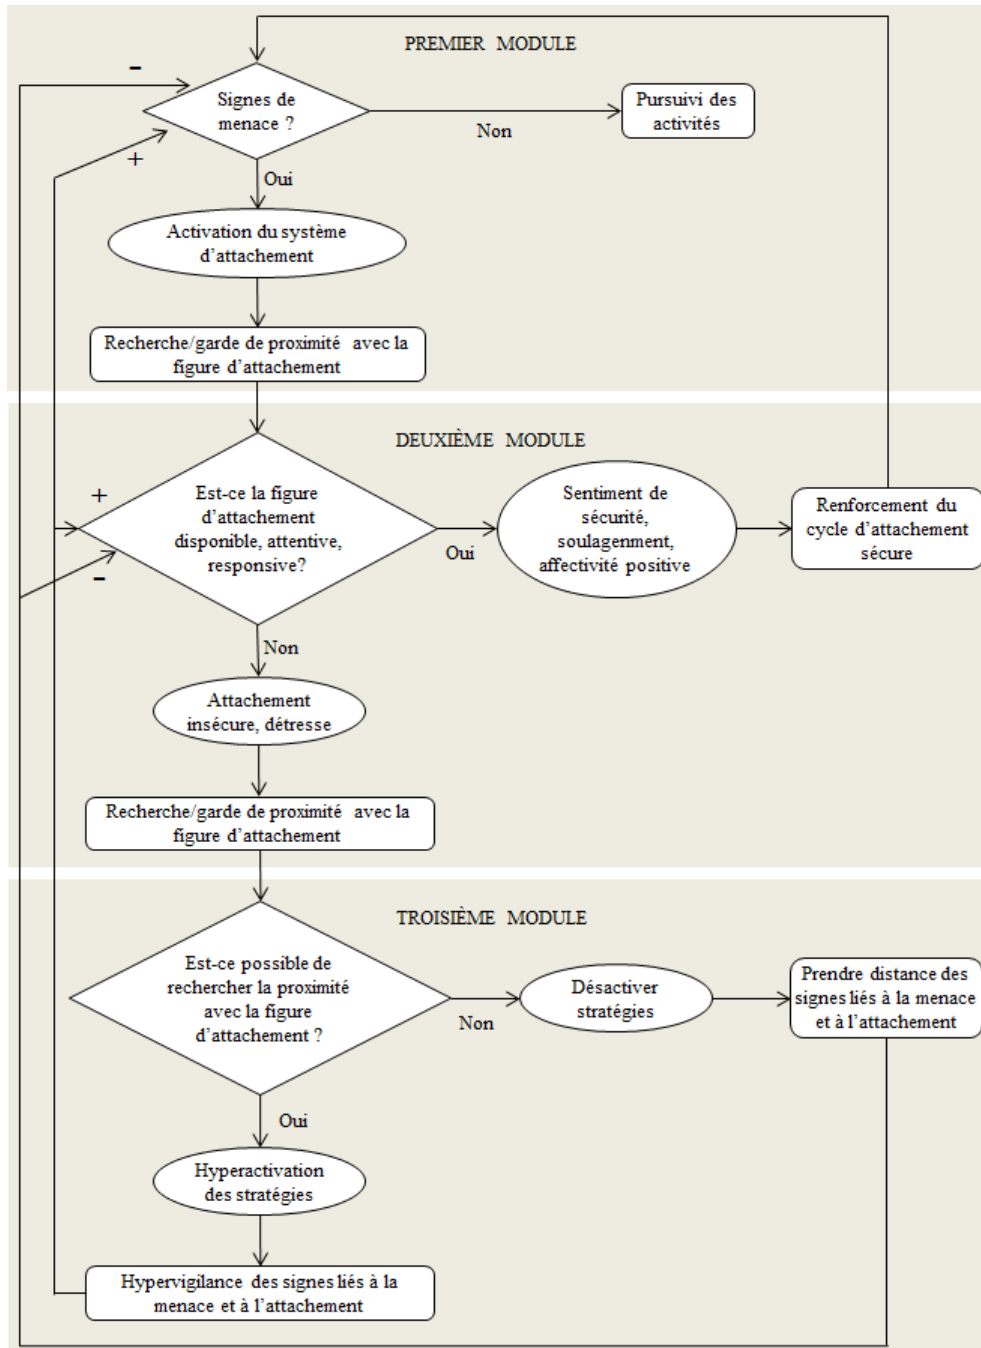 PREMIER MODULE
-
Signes de
menace ?
+
Non
Pursuivi des
activités
Oui
Activation du système
d'attachement
Recherche/garde de proximité avec la
figure d'attachement
DEUXIÈME MODULE
+
Est-ce la figure
d'attachement
disponible, attentive,
responsive?
-
Oui
Sentiment de
sécurité,
soulagenment,
affectivité positive
Renforcement du
cycle d'attachement
sécure
Non
Attachement
insécure, détresse
Recherche/garde de proximité avec la
figure d'attachement
TROISIÈME MODULE
Est-ce possible de
rechercher la proximité
avec la figure
d'attachement ?
Non
Désactiver
stratégies
Prendre distance des
signes liés à la menace
et à l'attachement
Oui
Hyperactivation
des stratégies
Hypervigilance des signes liés à la
menace et à l'attachement